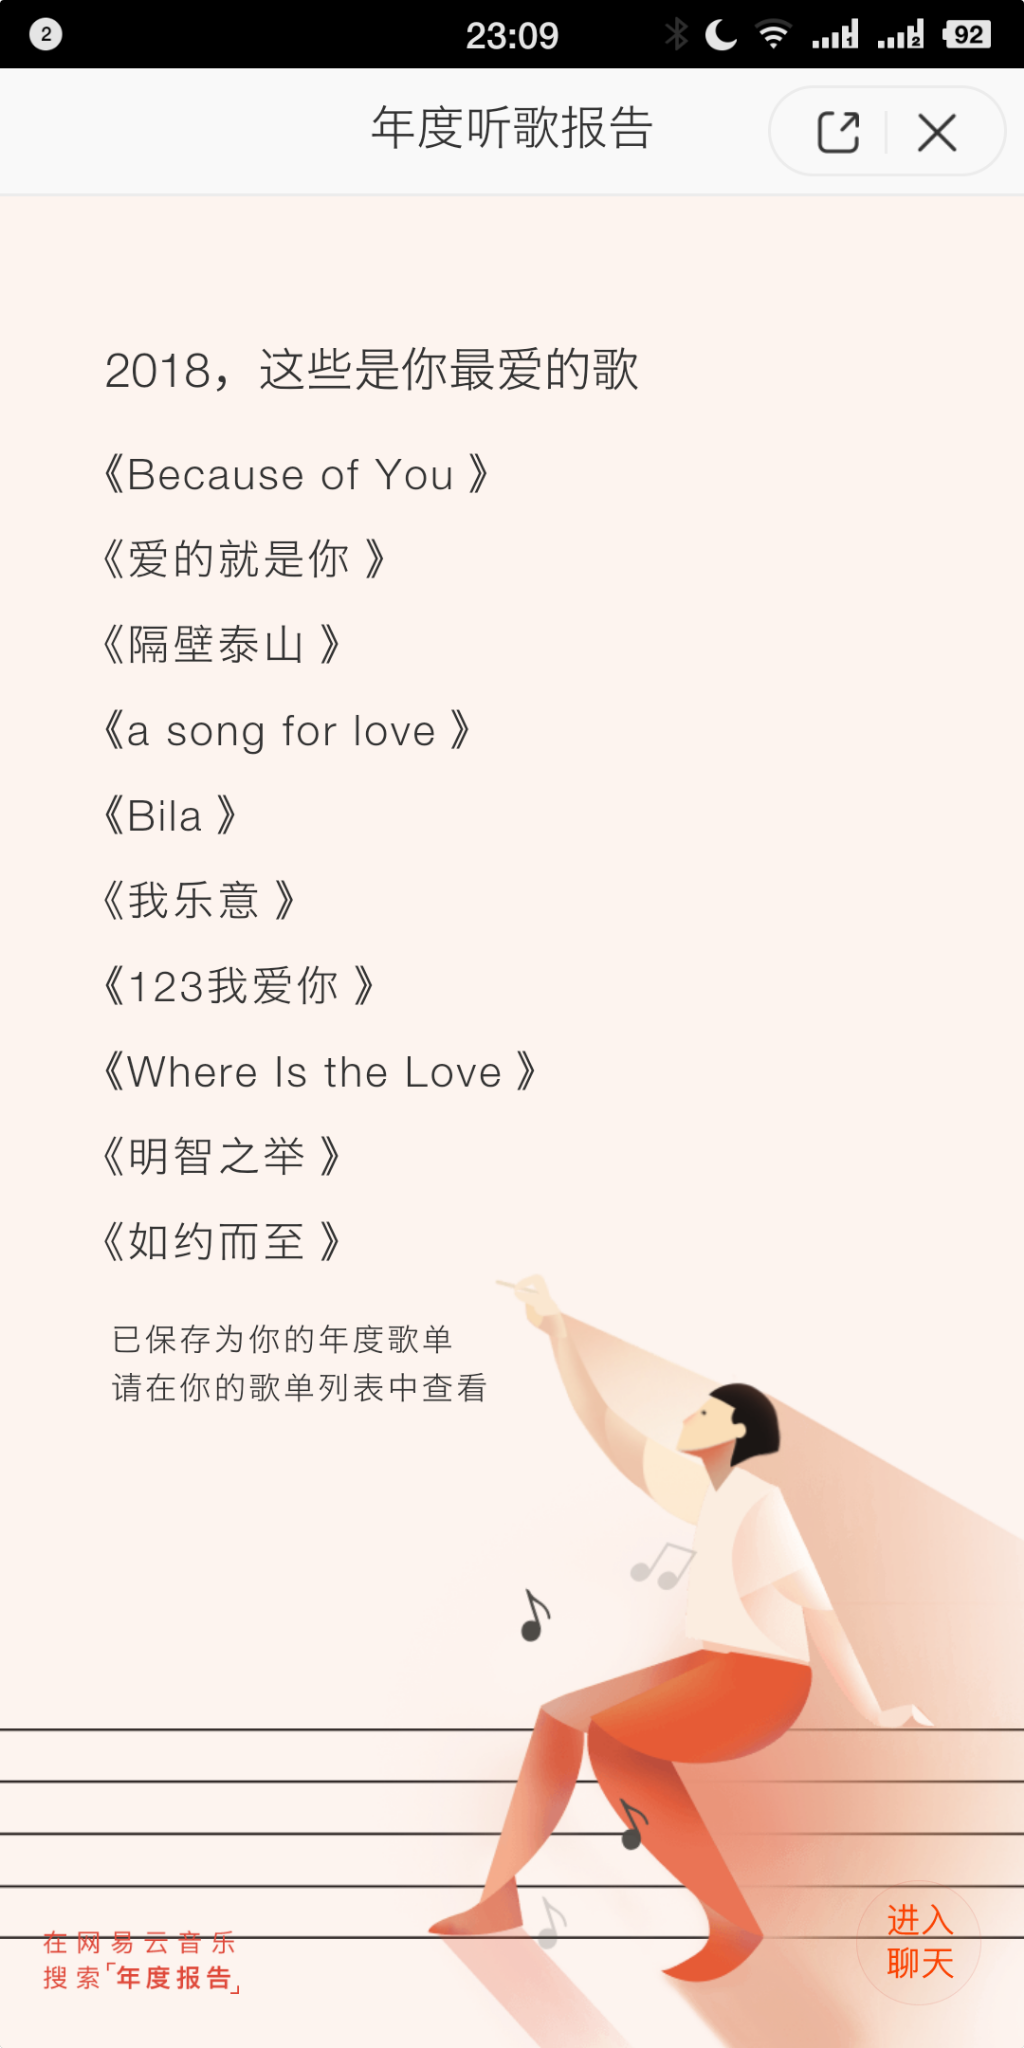 2
23:09
1
2
92
年度听歌报告
2018，这些是你最爱的歌
《Because of You 》
《爱的就是你 》
《隔壁泰山 》
《a song for love 》
《Bila 》
《我乐意 》
《123我爱你 》
《Where Is the Love 》
《明智之举 》
《如约而至 》
已保存为你的年度歌单
请在你的歌单列表中查看
进入
聊天
在网易云音乐
搜索「年度报告」